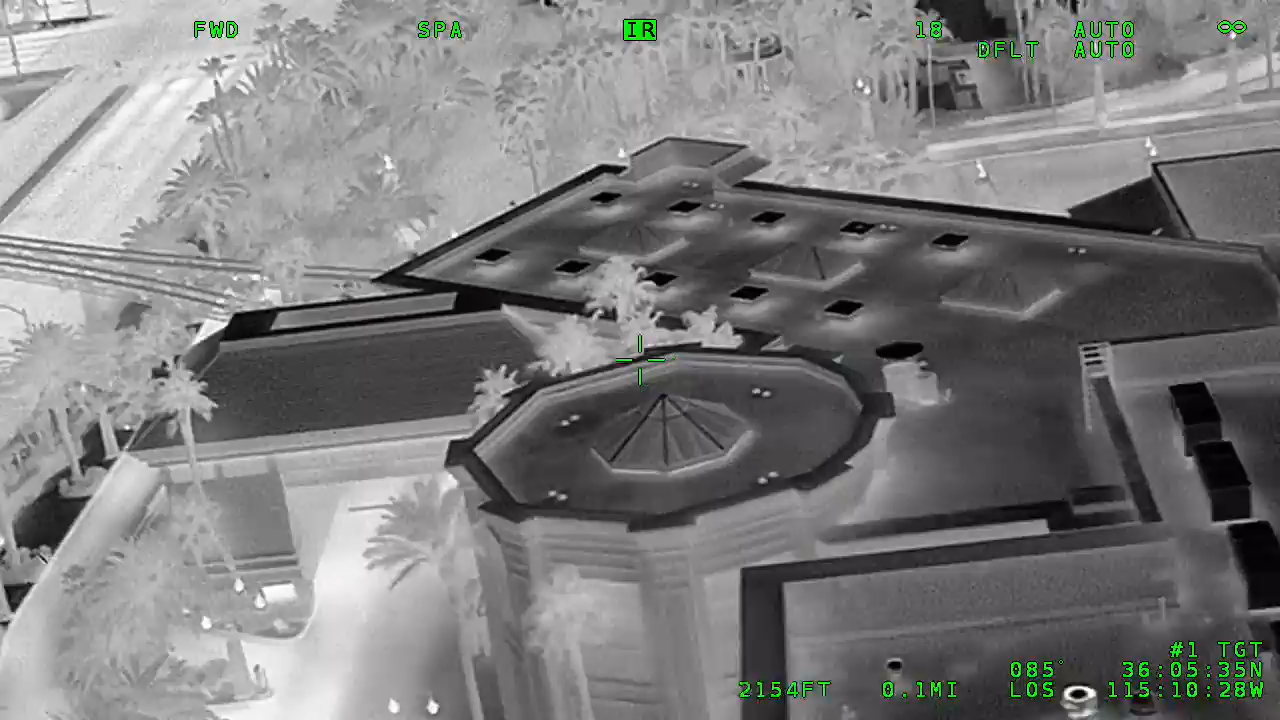 FWD SPA IR 18 AUTO ∞
DFLT AUTO
#1 TGT
085° 36:05:35N
2154FT 0.1MI LOS 115:10:28W